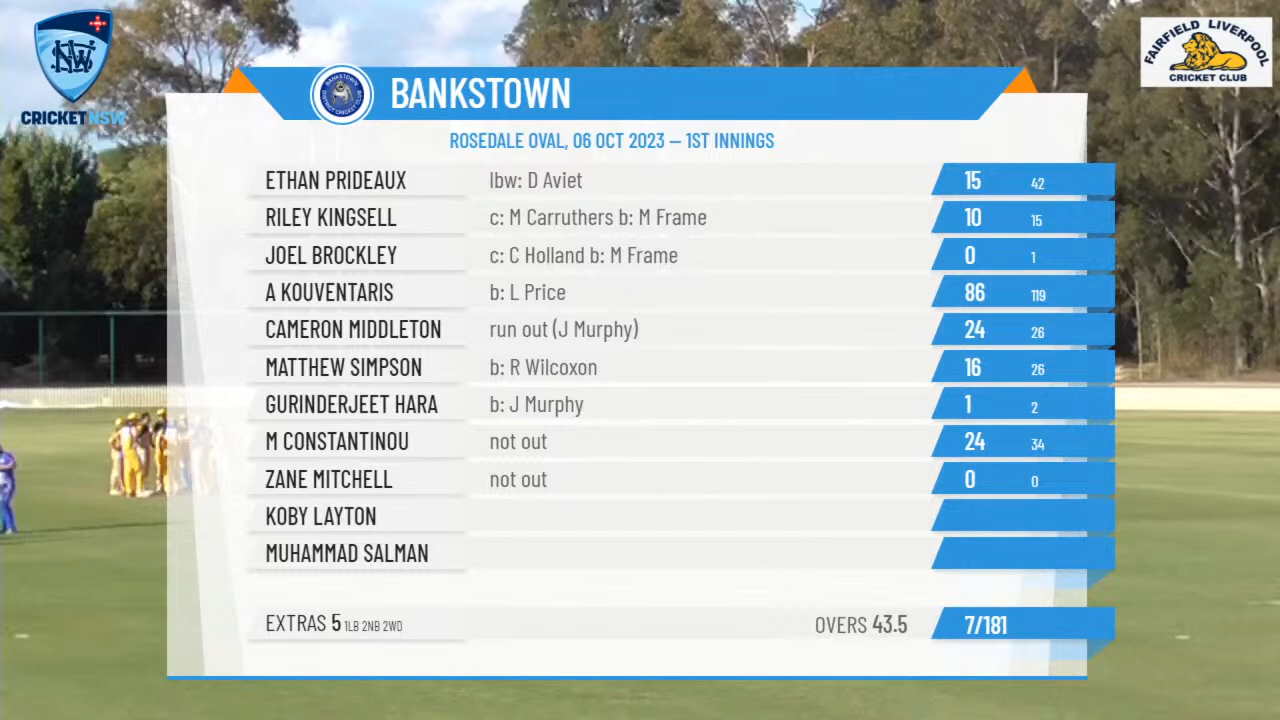 CRICKET NSW
FAIRFIELD LIVERPOOL
CRICKET CLUB
BANKSTOWN
DISTRICT CRICKET CLUB
BANKSTOWN
ROSEDALE OVAL, 06 OCT 2023 – 1ST INNINGS
ETHAN PRIDEAUX lbw: D Aviet 15 42
RILEY KINGSELL c: M Carruthers b: M Frame 10 15
JOEL BROCKLEY c: C Holland b: M Frame 0 1
A KOUVENTARIS b: L Price 86 119
CAMERON MIDDLETON run out (J Murphy) 24 26
MATTHEW SIMPSON b: R Wilcoxon 16 26
GURINDERJEET HARA b: J Murphy 1 2
M CONSTANTINOU not out 24 34
ZANE MITCHELL not out 0 0
KOBY LAYTON
MUHAMMAD SALMAN
EXTRAS 5 1LB 2NB 2WD OVERS 43.5 7/181